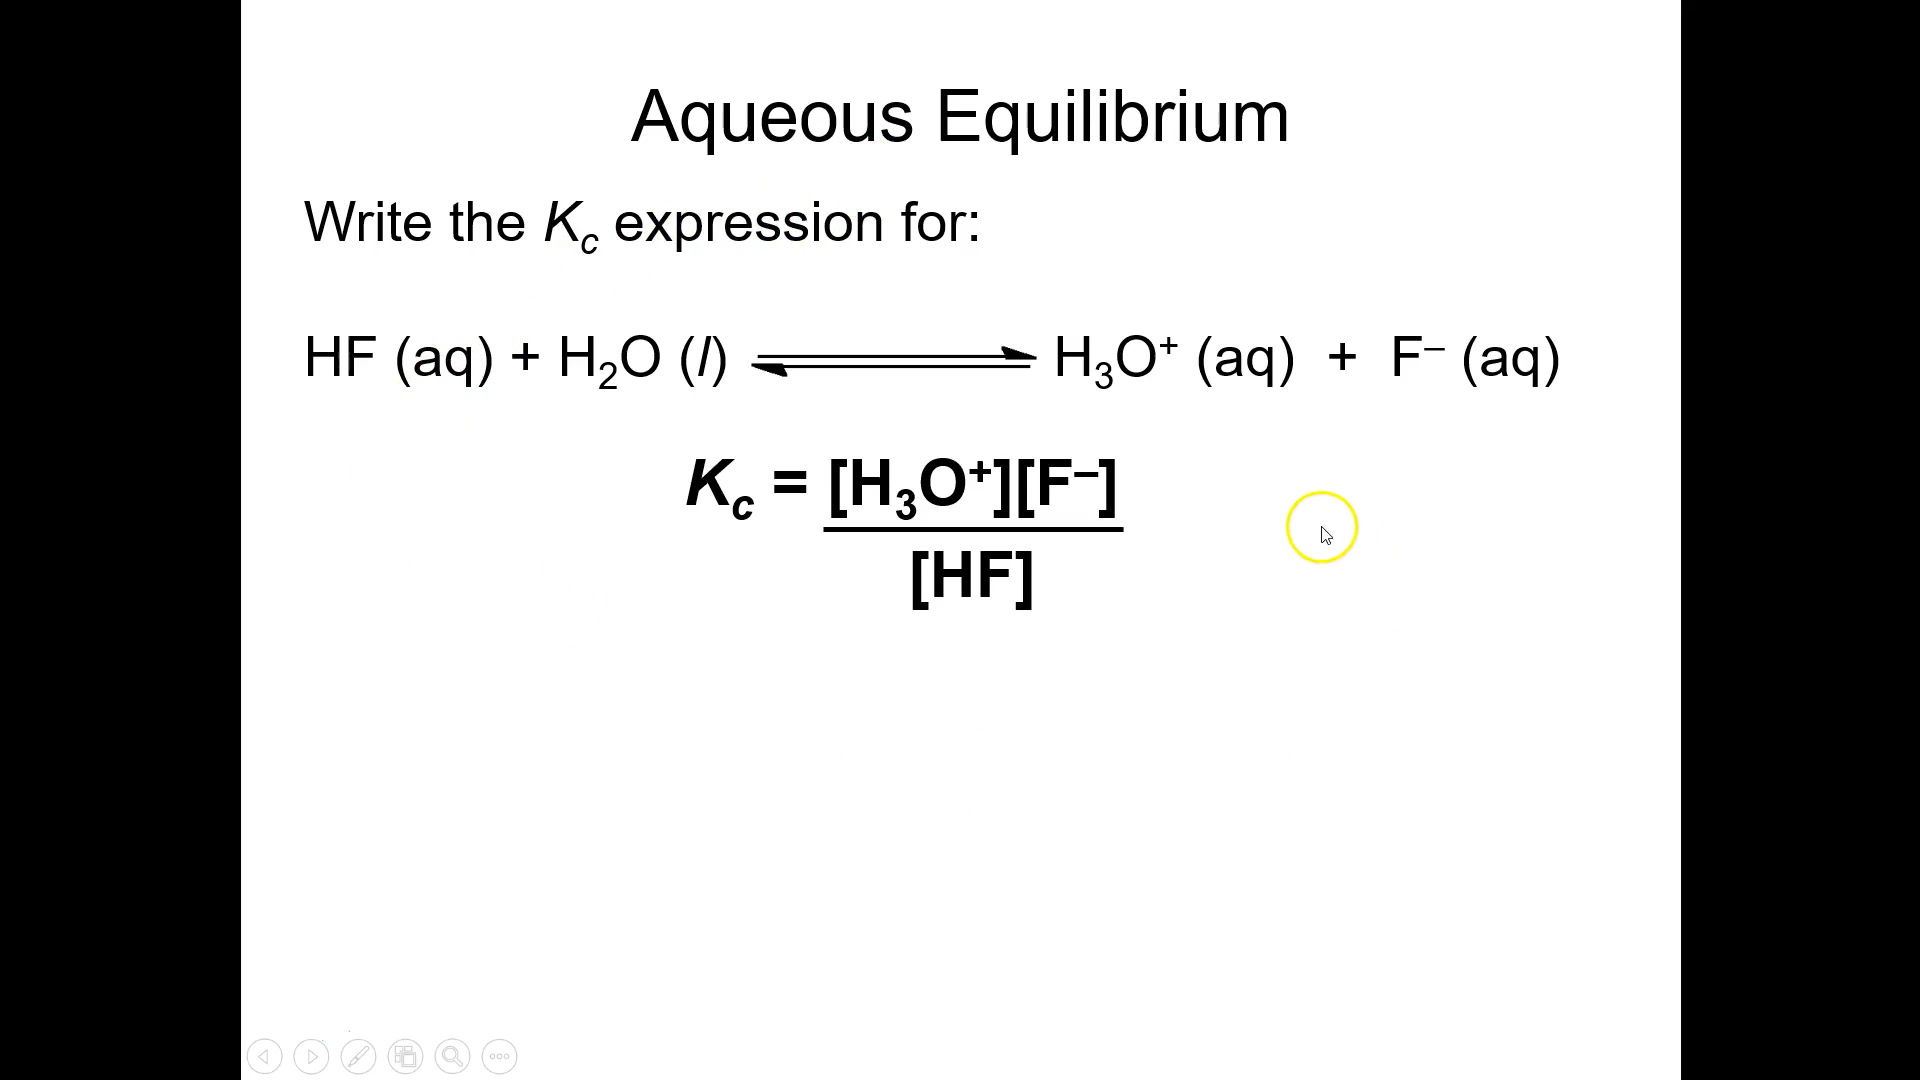 Aqueous Equilibrium
Write the Kc expression for:
HF (aq) + H₂O (l) ⇌ H₃O⁺ (aq) + F⁻ (aq)
Kc = [H₃O⁺][F⁻]
[HF]